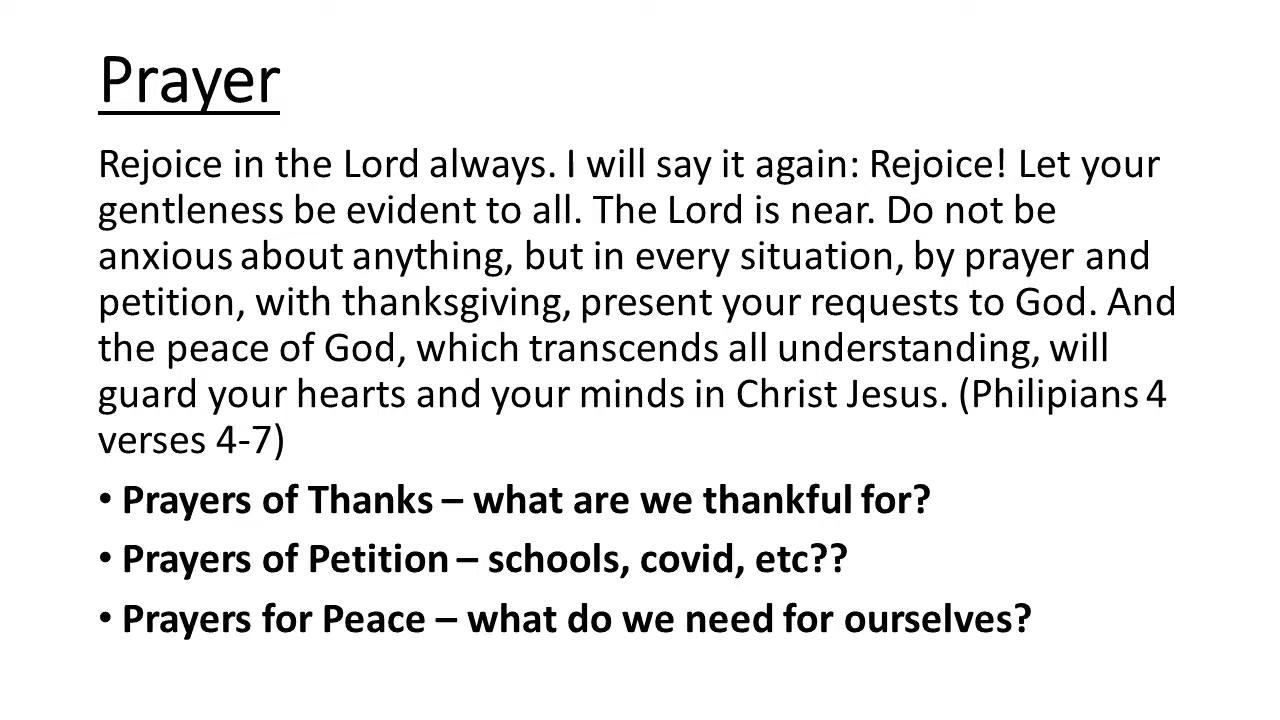 Prayer
Rejoice in the Lord always. I will say it again: Rejoice! Let your
gentleness be evident to all. The Lord is near. Do not be
anxious about anything, but in every situation, by prayer and
petition, with thanksgiving, present your requests to God. And
the peace of God, which transcends all understanding, will
guard your hearts and your minds in Christ Jesus. (Philipians 4
verses 4-7)
• Prayers of Thanks – what are we thankful for?
• Prayers of Petition – schools, covid, etc??
• Prayers for Peace – what do we need for ourselves?